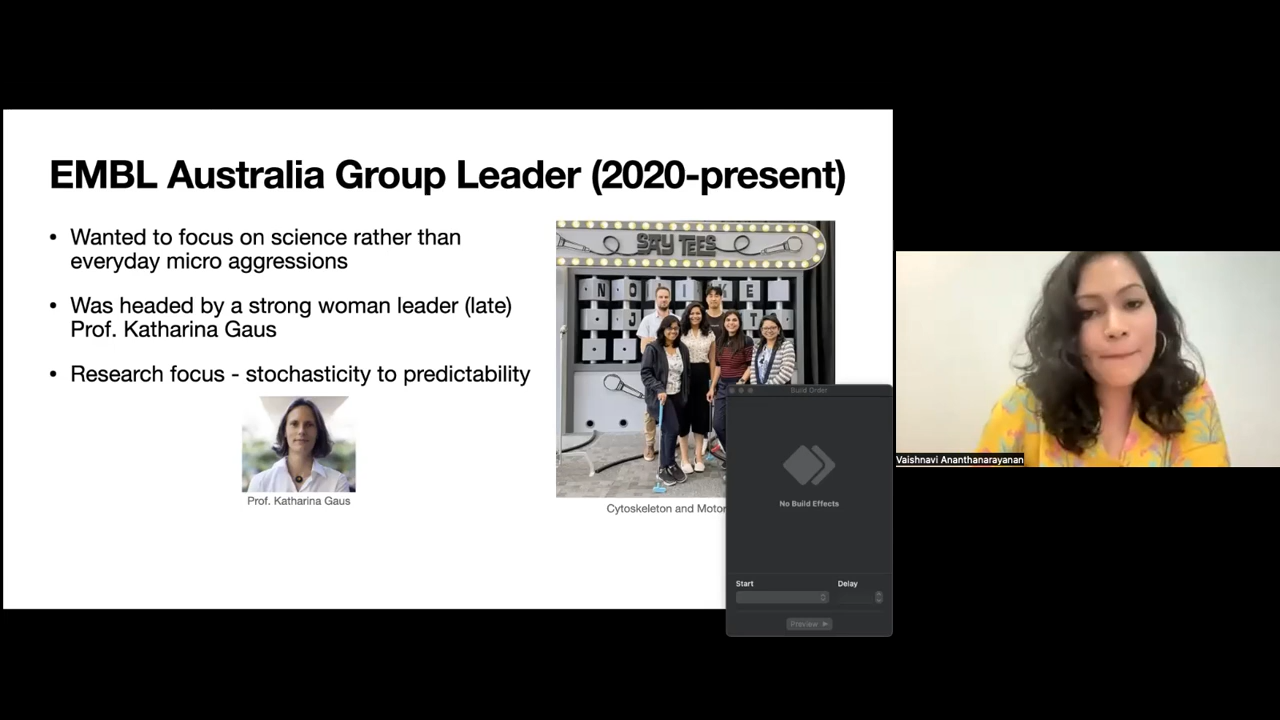 EMBL Australia Group Leader (2020-present)
• Wanted to focus on science rather than
everyday micro aggressions
• Was headed by a strong woman leader (late)
Prof. Katharina Gaus
• Research focus - stochasticity to predictability
Prof. Katharina Gaus
SAY TEES
Cytoskeleton and Motor
Build Order
No Build Effects
Start
Delay
Preview
Vaishnavi Ananthanarayanan